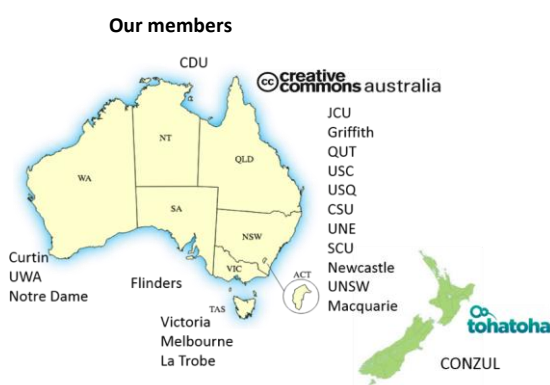 Our members
CDU
cc creative commons australia
JCU
Griffith
QUT
USC
USQ
CSU
UNE
SCU
Newcastle
UNSW
Macquarie
NT
QLD
WA
SA
NSW
VIC
ACT
TAS
Curtin
UWA
Notre Dame
Flinders
Victoria
Melbourne
La Trobe
tohatoha
CONZUL